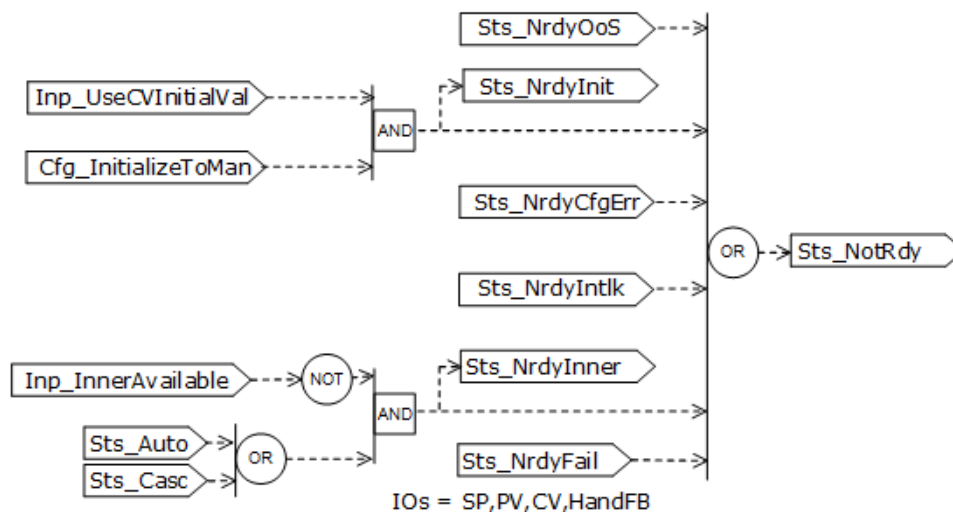 Sts_NrdyOoS
Sts_NrdyInit
Inp_UseCVInitialVal
AND
Cfg_InitializeToMan
Sts_NrdyCfgErr
OR
Sts_NotRdy
Sts_NrdyIntlk
Sts_NrdyInner
Inp_InnerAvailable
NOT
AND
Sts_Auto
OR
Sts_Casc
Sts_NrdyFail
IOs = SP,PV,CV,HandFB